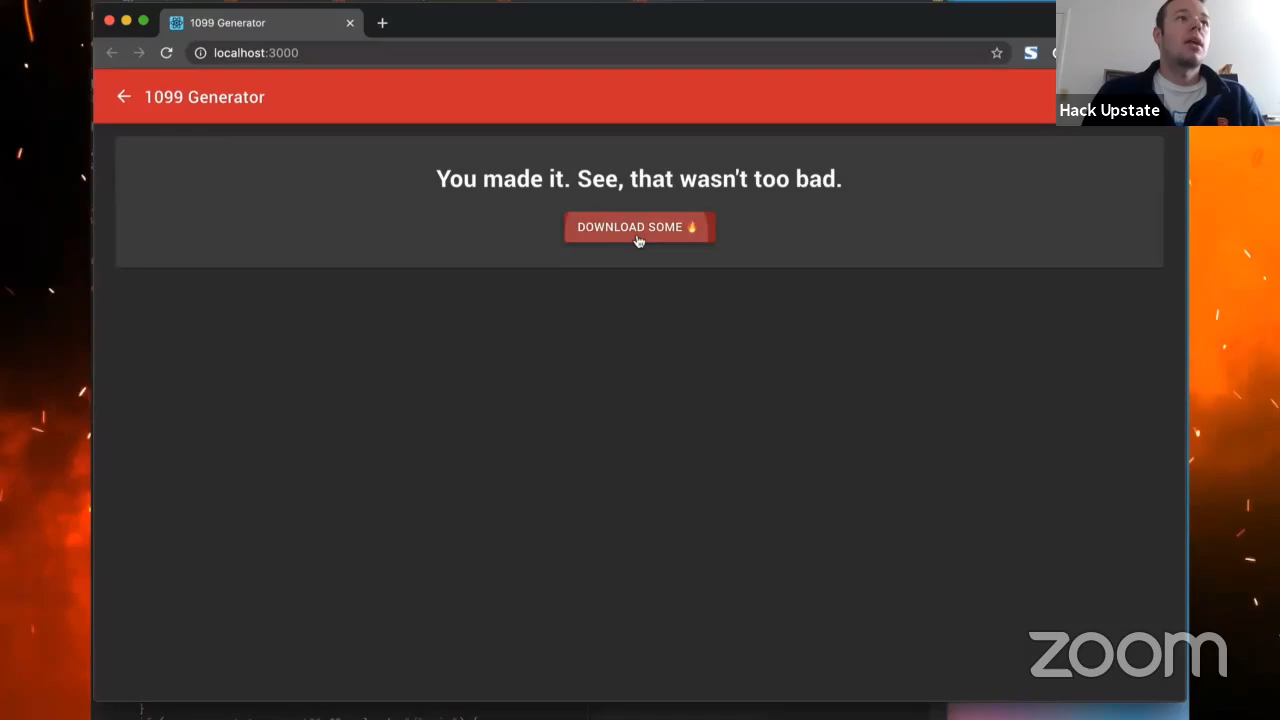 1099 Generator
localhost:3000
1099 Generator
Hack Upstate
You made it. See, that wasn't too bad.
DOWNLOAD SOME 🔥
zoom